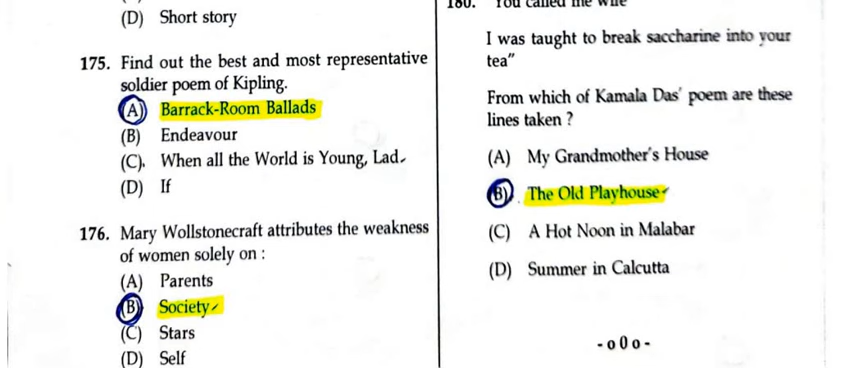 (D) Short story
175. Find out the best and most representative
soldier poem of Kipling.
(A) Barrack-Room Ballads
(B) Endeavour
(C). When all the World is Young, Lad.
(D) If
176. Mary Wollstonecraft attributes the weakness
of women solely on :
(A) Parents
(B) Society
(C) Stars
(D) Self
180. "You called me wife
I was taught to break saccharine into your
tea"
From which of Kamala Das' poem are these
lines taken ?
(A) My Grandmother's House
(B) The Old Playhouse
(C) A Hot Noon in Malabar
(D) Summer in Calcutta
-o0o-